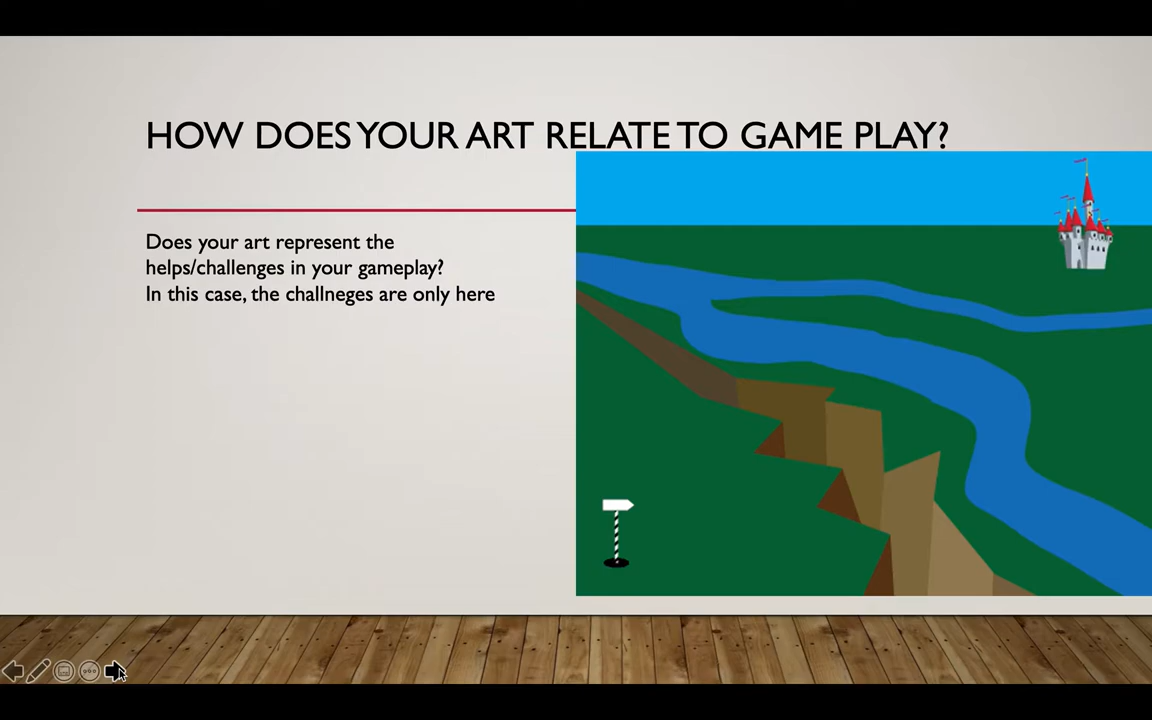 HOW DOES YOUR ART RELATE TO GAME PLAY?
Does your art represent the
helps/challenges in your gameplay?
In this case, the challneges are only here